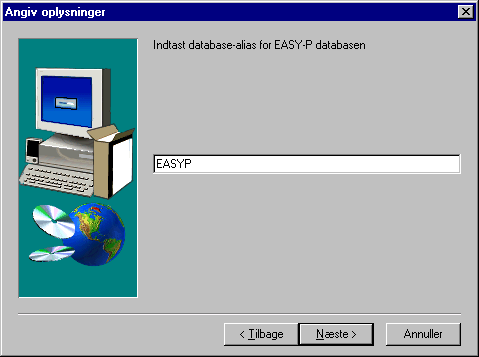 Angiv oplysninger
Indtast database-alias for EASY-P databasen
EASYP
< Tilbage
Næste >
Annuller